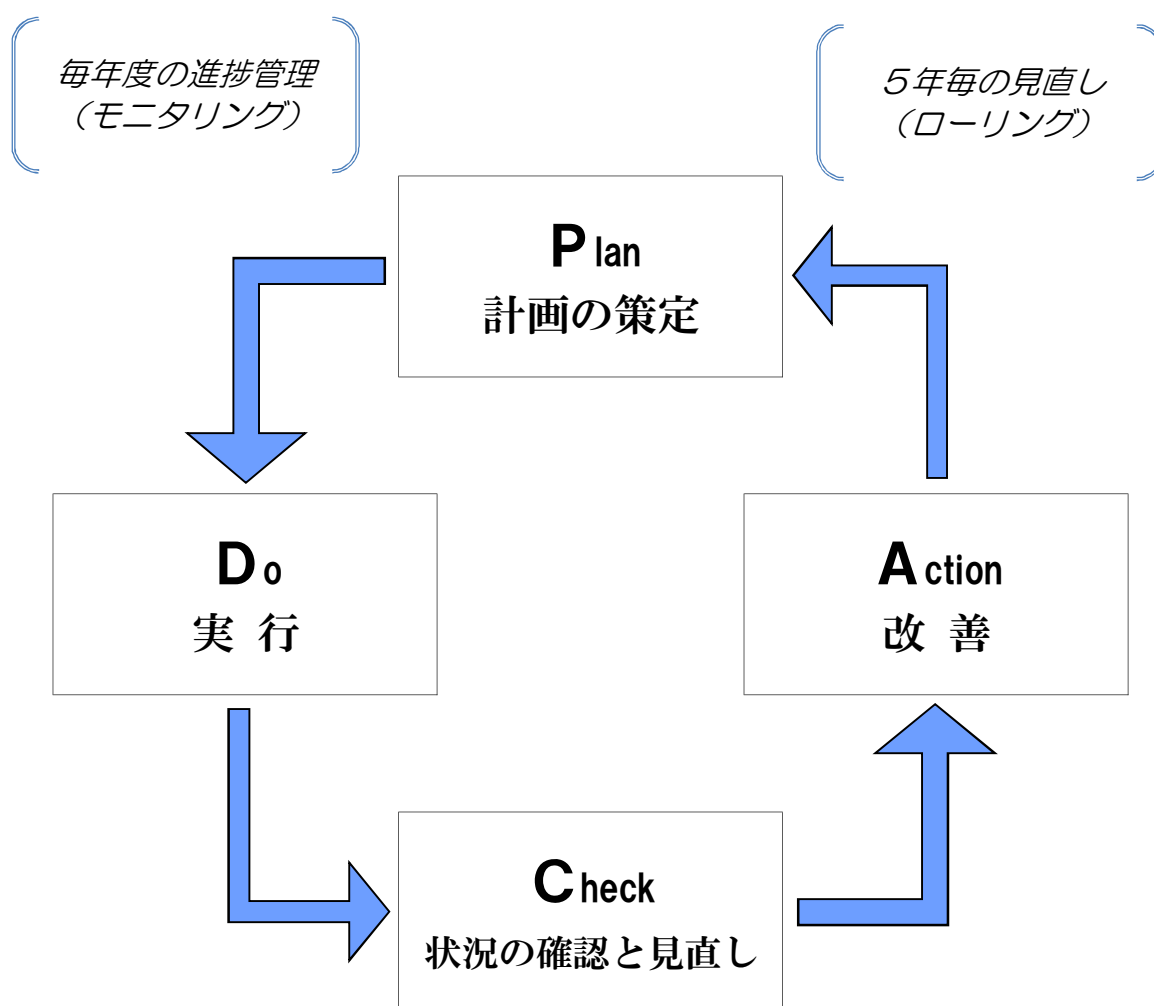 毎年度の進捗管理
（モニタリング）
５年毎の見直し
（ローリング）
Plan
計画の策定
Do
実 行
Action
改 善
Check
状況の確認と見直し